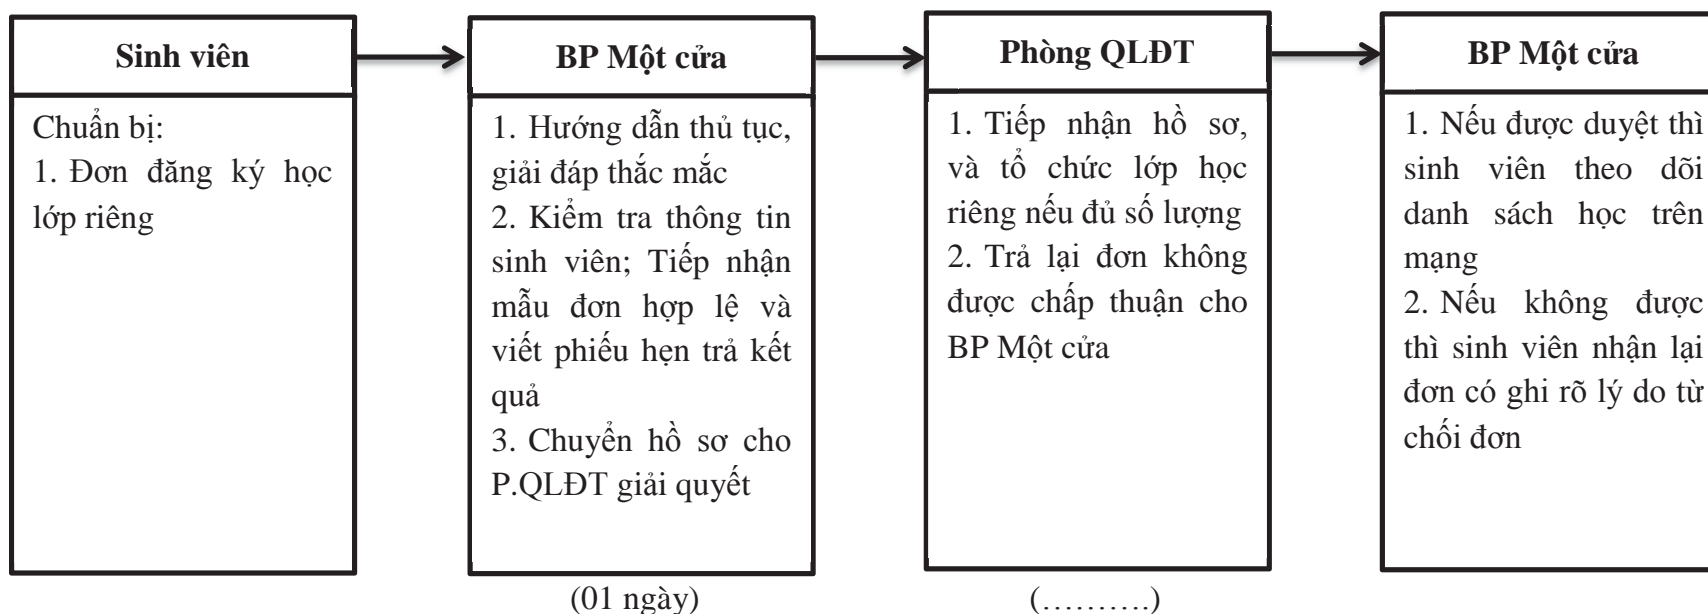 Sinh viên
Chuẩn bị:
1. Đơn đăng ký học
lớp riêng
BP Một cửa
1. Hướng dẫn thủ tục,
giải đáp thắc mắc
2. Kiểm tra thông tin
sinh viên; Tiếp nhận
mẫu đơn hợp lệ và
viết phiếu hẹn trả kết
quả
3. Chuyển hồ sơ cho
P.QLĐT giải quyết
(01 ngày)
Phòng QLĐT
1. Tiếp nhận hồ sơ,
và tổ chức lớp học
riêng nếu đủ số lượng
2. Trả lại đơn không
được chấp thuận cho
BP Một cửa
(……….)
BP Một cửa
1. Nếu được duyệt thì
sinh viên theo dõi
danh sách học trên
mạng
2. Nếu không được
thì sinh viên nhận lại
đơn có ghi rõ lý do từ
chối đơn